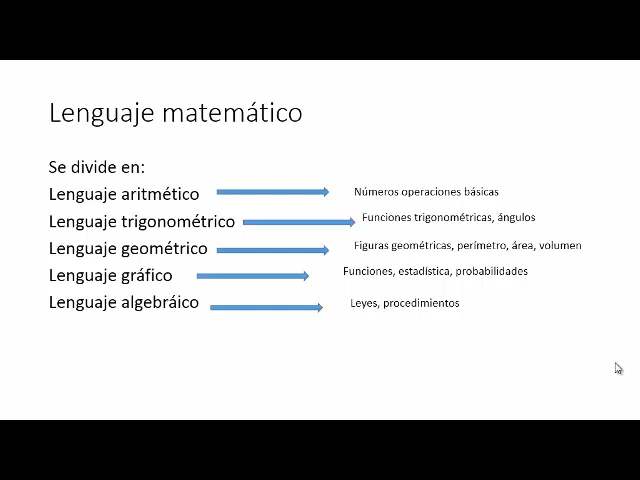 Lenguaje matemático
Se divide en:
Lenguaje aritmético Números operaciones básicas
Lenguaje trigonométrico Funciones trigonométricas, ángulos
Lenguaje geométrico Figuras geométricas, perímetro, área, volumen
Lenguaje gráfico Funciones, estadística, probabilidades
Lenguaje algebráico Leyes, procedimientos